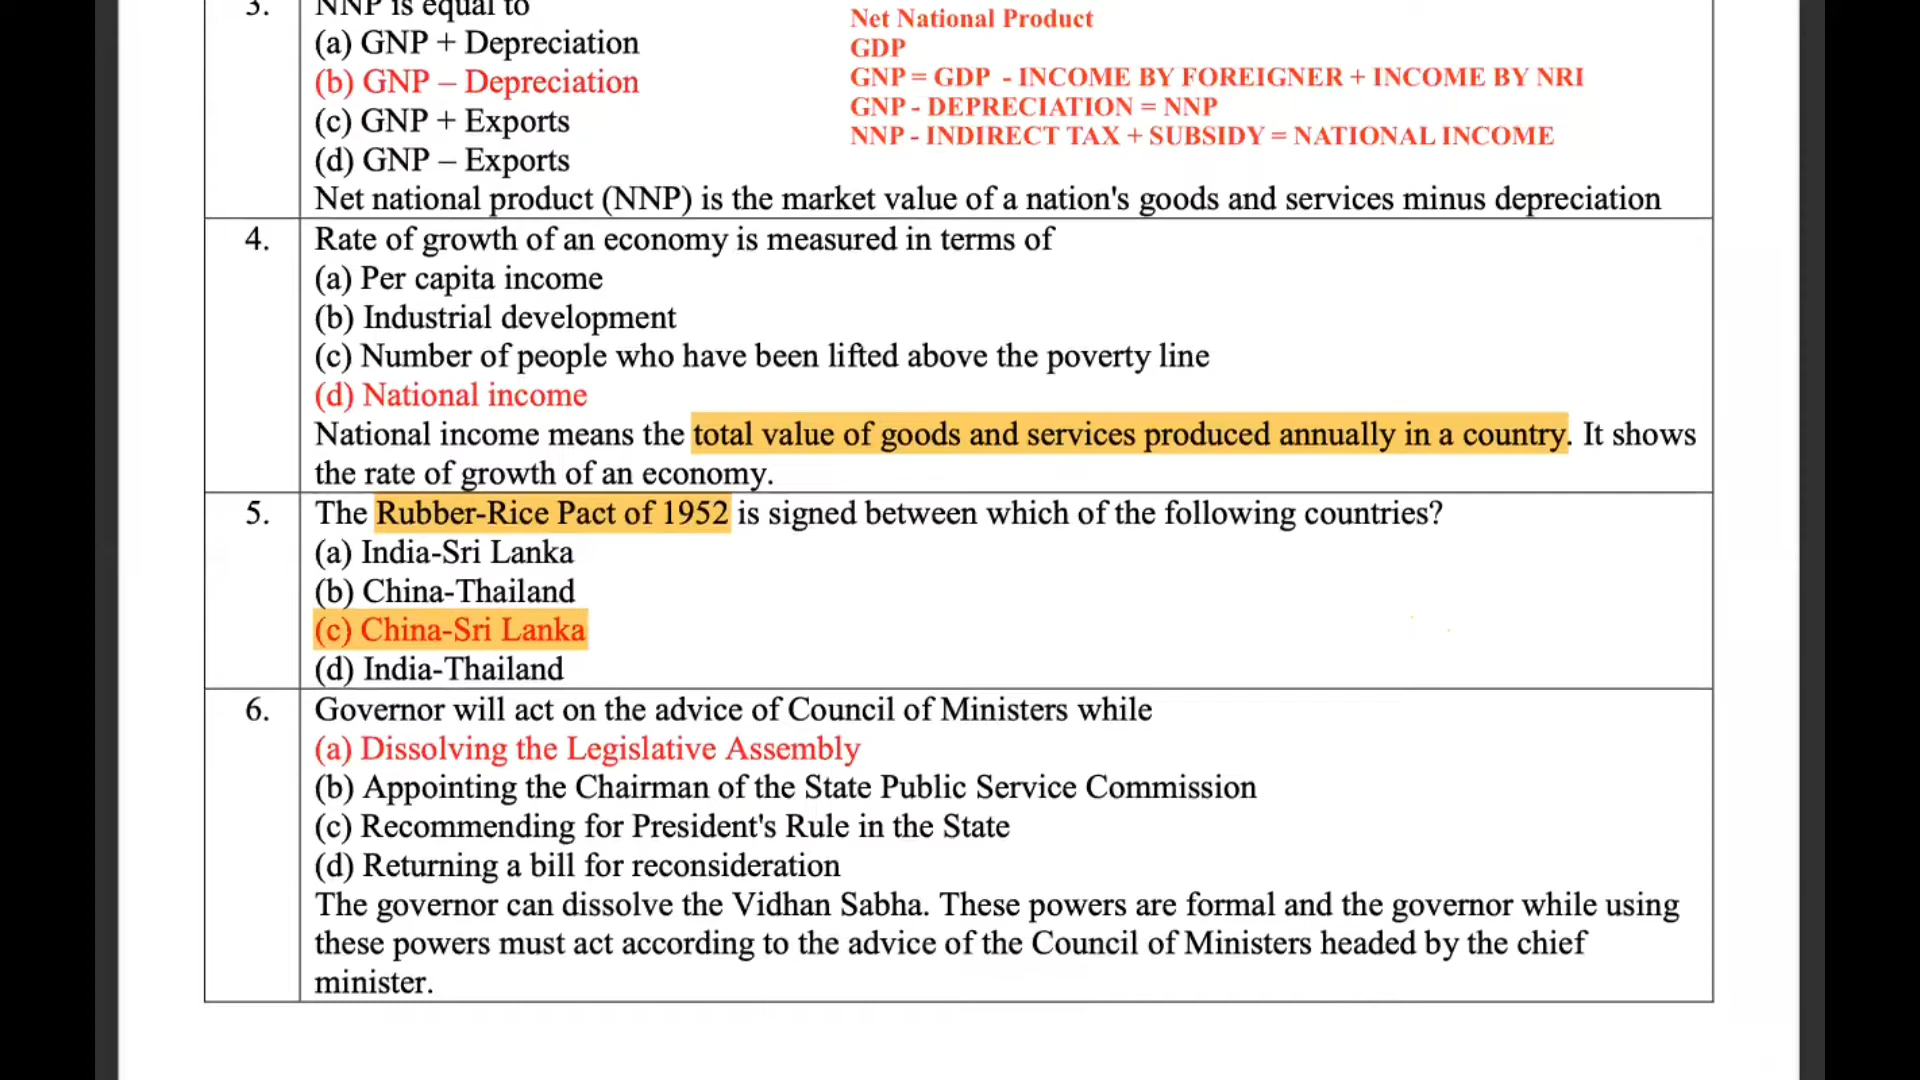 3.
NNP is equal to
(a) GNP + Depreciation
(b) GNP – Depreciation
(c) GNP + Exports
(d) GNP – Exports
Net National Product
GDP
GNP = GDP - INCOME BY FOREIGNER + INCOME BY NRI
GNP - DEPRECIATION = NNP
NNP - INDIRECT TAX + SUBSIDY = NATIONAL INCOME
Net national product (NNP) is the market value of a nation's goods and services minus depreciation
4.
Rate of growth of an economy is measured in terms of
(a) Per capita income
(b) Industrial development
(c) Number of people who have been lifted above the poverty line
(d) National income
National income means the total value of goods and services produced annually in a country. It shows
the rate of growth of an economy.
5.
The Rubber-Rice Pact of 1952 is signed between which of the following countries?
(a) India-Sri Lanka
(b) China-Thailand
(c) China-Sri Lanka
(d) India-Thailand
6.
Governor will act on the advice of Council of Ministers while
(a) Dissolving the Legislative Assembly
(b) Appointing the Chairman of the State Public Service Commission
(c) Recommending for President's Rule in the State
(d) Returning a bill for reconsideration
The governor can dissolve the Vidhan Sabha. These powers are formal and the governor while using
these powers must act according to the advice of the Council of Ministers headed by the chief
minister.